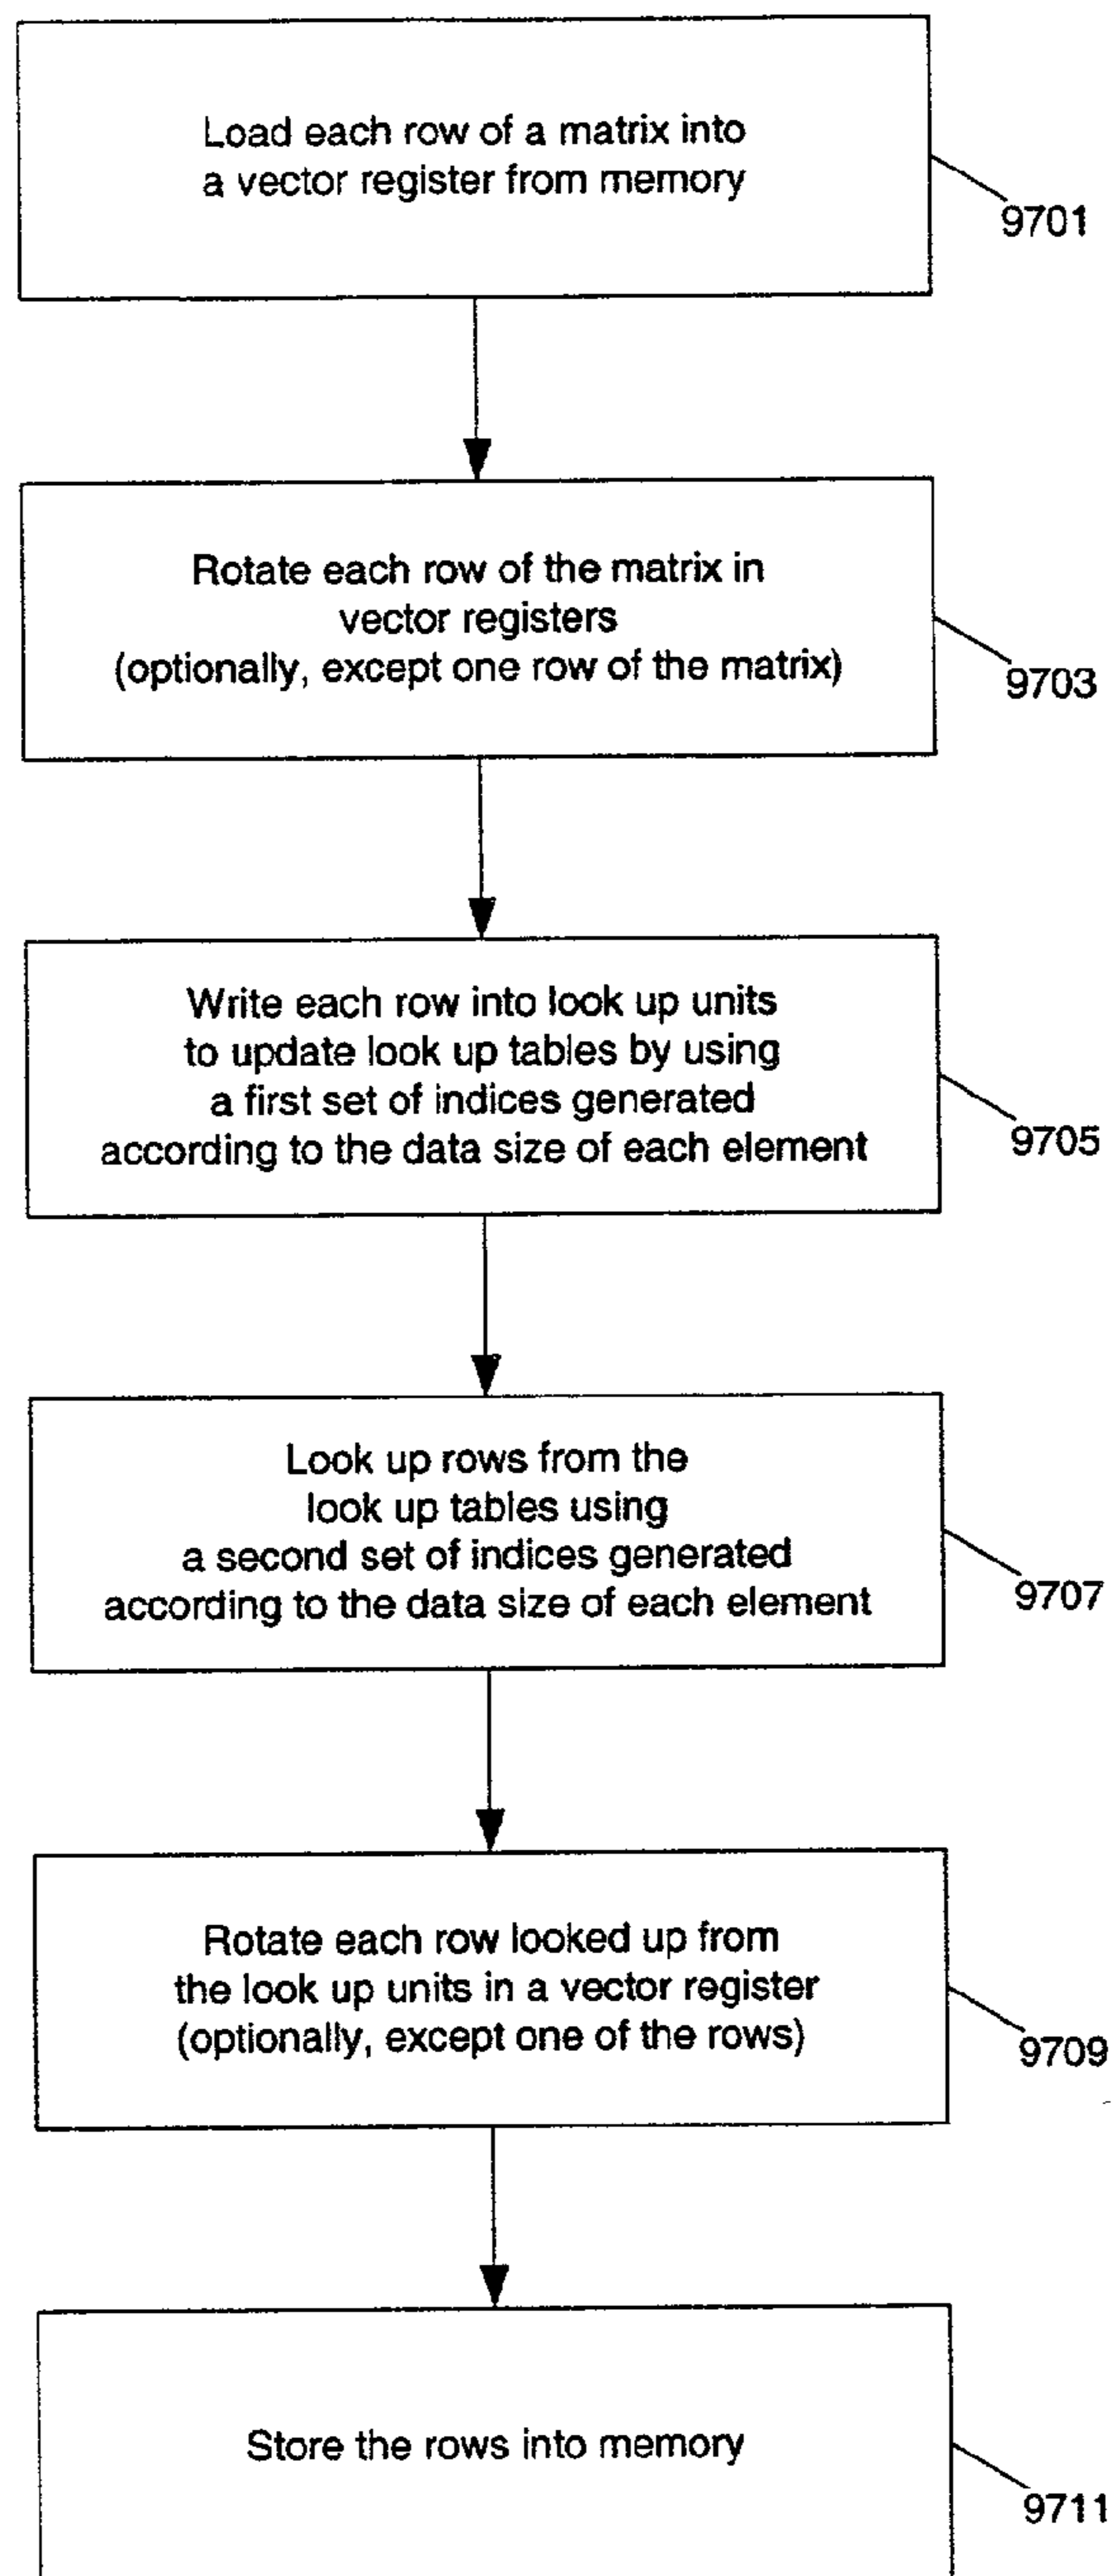 Load each row of a matrix into
a vector register from memory
9701
Rotate each row of the matrix in
vector registers
(optionally, except one row of the matrix)
9703
Write each row into look up units
to update look up tables by using
a first set of indices generated
according to the data size of each element
9705
Look up rows from the
look up tables using
a second set of indices generated
according to the data size of each element
9707
Rotate each row looked up from
the look up units in a vector register
(optionally, except one of the rows)
9709
Store the rows into memory
9711